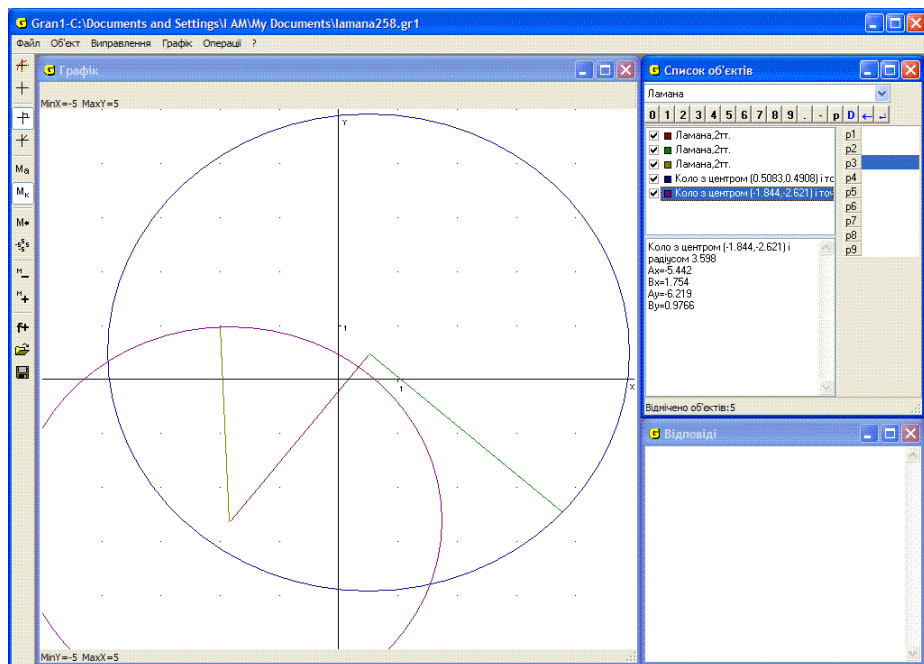 Gran1-C:\Documents and Settings\I AM\My Documents\lamana258.gr1
Файл Об'єкт Виправлення Графік Операції ?
Графік
MinX=-5 MaxY=5
Y
1
X
1
MinY=-5 MaxX=5
Ma
Mк
M
M
f+
Список об'єктів
Ламана
0 1 2 3 4 5 6 7 8 9 . - p D ← ↵
Ламана,2тт.
Ламана,2тт.
Ламана,2тт.
Коло з центром (0.5083,0.4908) і тс
Коло з центром (-1.844,-2.621) і точ
p1
p2
p3
p4
p5
p6
p7
p8
p9
Коло з центром (-1.844,-2.621) і
радіусом 3.598
Ax=-5.442
Bx=1.754
Ay=-6.219
By=0.9766
Відмічено об'єктів:5
Відповіді